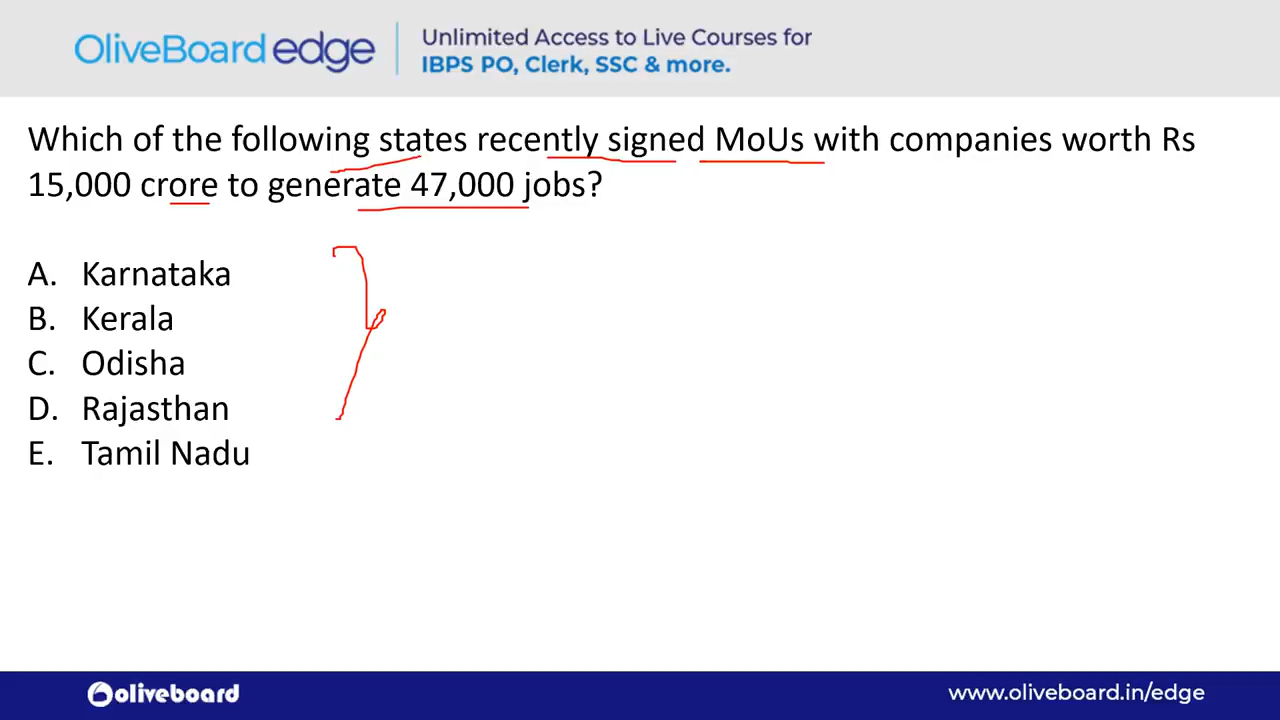 OliveBoard edge
Unlimited Access to Live Courses for
IBPS PO, Clerk, SSC & more.
Which of the following states recently signed MoUs with companies worth Rs
15,000 crore to generate 47,000 jobs?
A. Karnataka
B. Kerala
C. Odisha
D. Rajasthan
E. Tamil Nadu
oliveboard
www.oliveboard.in/edge